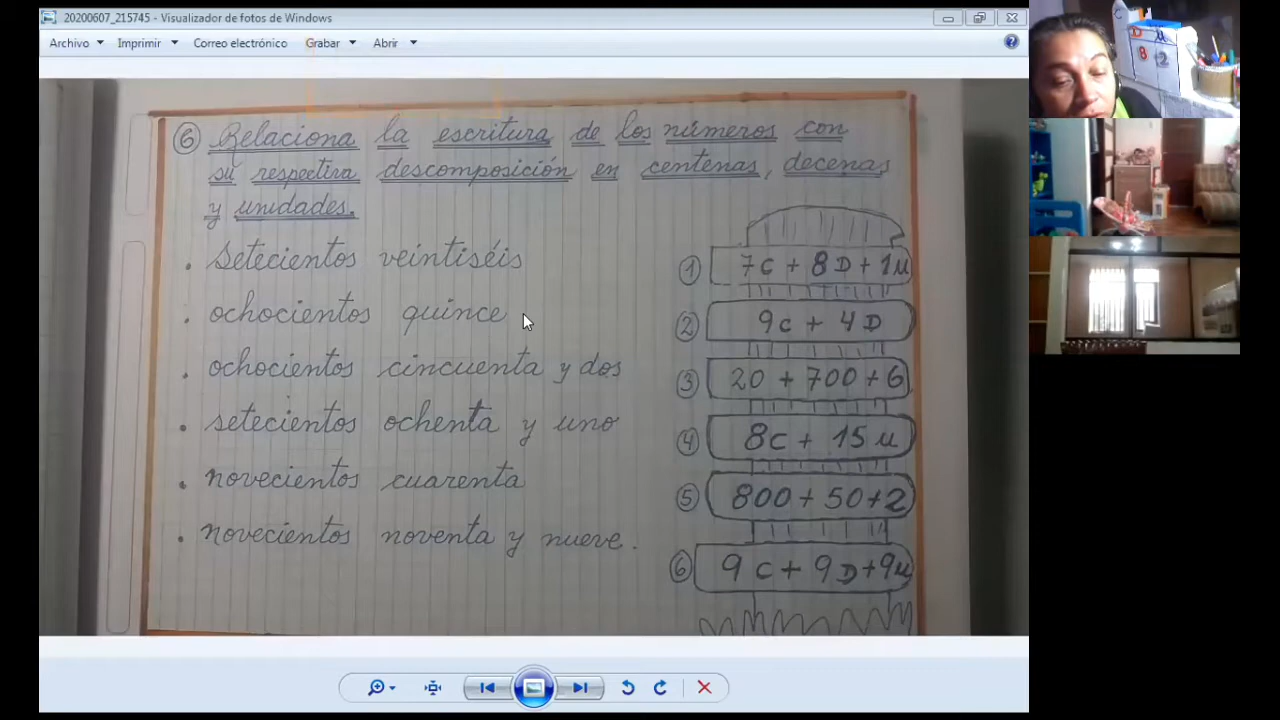 20200607_215745 - Visualizador de fotos de Windows
Archivo Imprimir Correo electrónico Grabar Abrir
6 Relaciona la escritura de los números con
su respectiva descomposición en centenas, decenas
y unidades.
. Setecientos veintiséis
. ochocientos quince
. ochocientos cincuenta y dos
. setecientos ochenta y uno
. novecientos cuarenta
. novecientos noventa y nueve.
1 7C + 8D + 1U
2 9C + 4D
3 20 + 700 + 6
4 8C + 15 U
5 800 + 50 + 2
6 9C + 9D + 9U
C D U
8 2